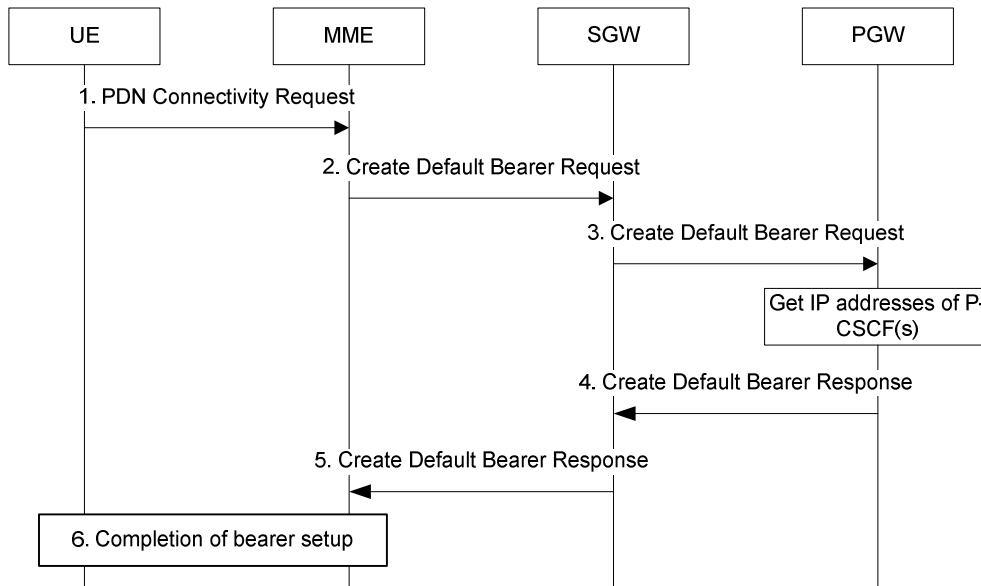 UE
MME
SGW
PGW
1. PDN Connectivity Request
2. Create Default Bearer Request
3. Create Default Bearer Request
Get IP addresses of P-
CSCF(s)
4. Create Default Bearer Response
5. Create Default Bearer Response
6. Completion of bearer setup